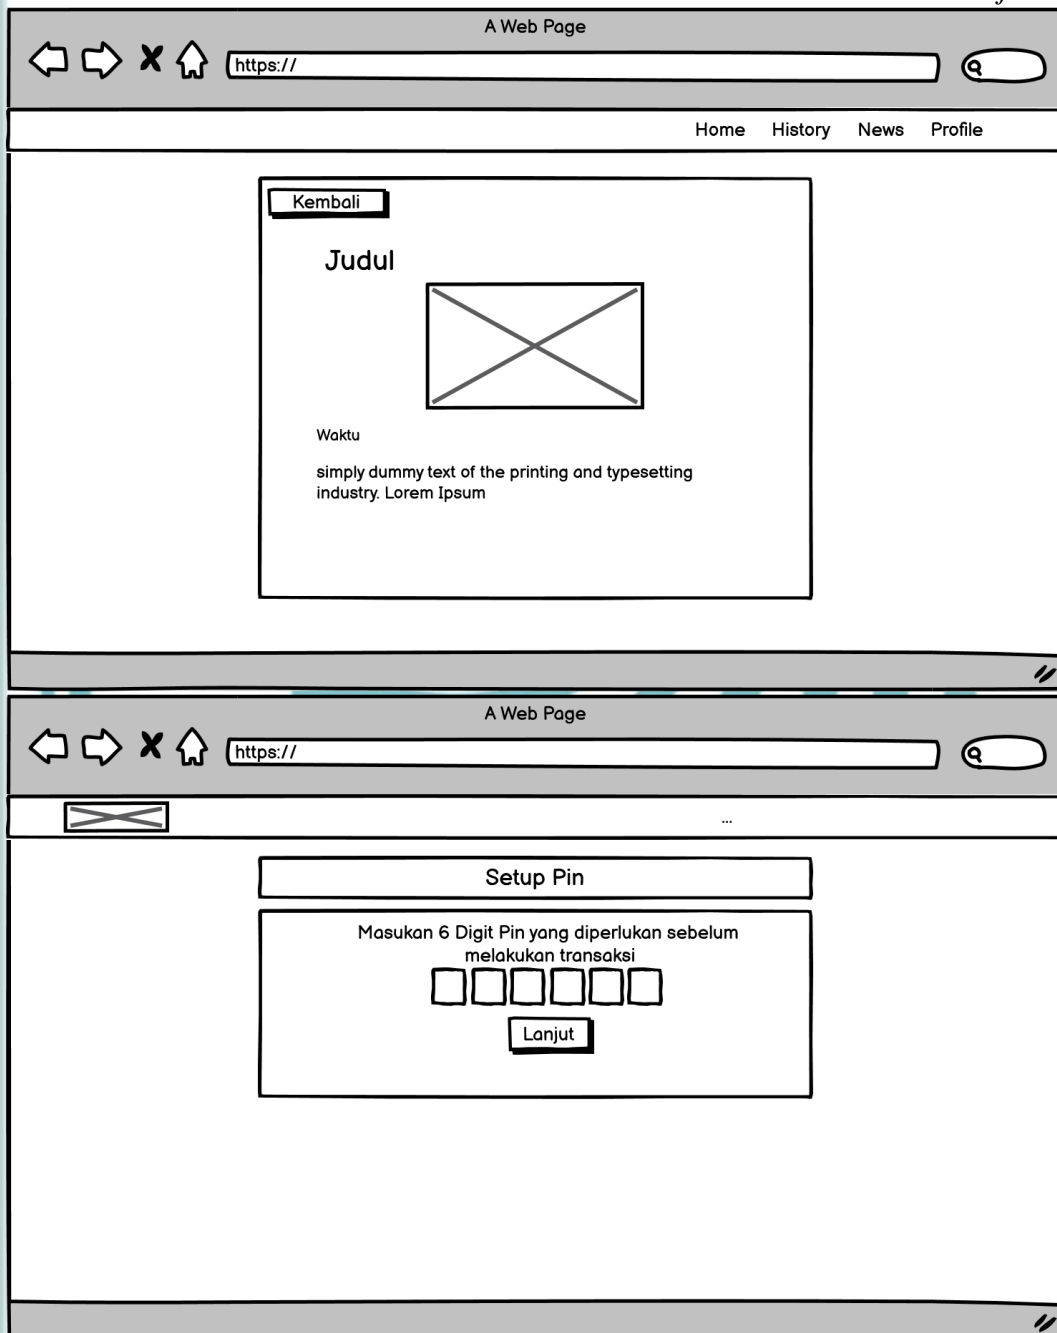 A Web Page
https://
Home History News Profile
Kembali
Judul
Waktu
simply dummy text of the printing and typesetting
industry. Lorem Ipsum
A Web Page
https://
...
Setup Pin
Masukan 6 Digit Pin yang diperlukan sebelum
melakukan transaksi
Lanjut